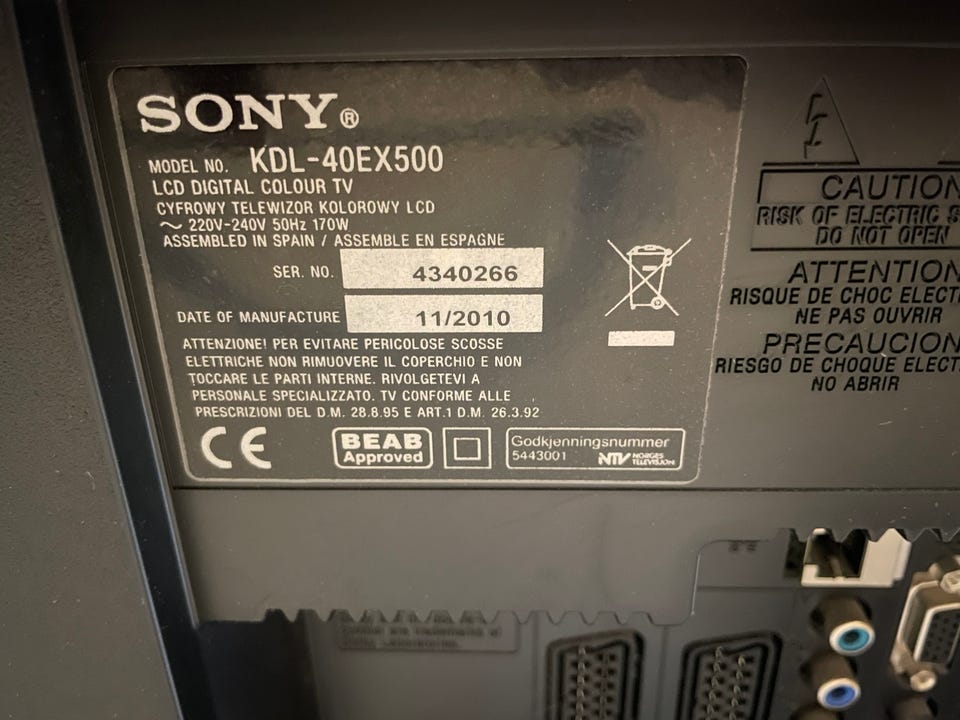 SONY®
MODEL NO. KDL-40EX500
LCD DIGITAL COLOUR TV
CYFROWY TELEWIZOR KOLOROWY LCD
~ 220V-240V 50Hz 170W
ASSEMBLED IN SPAIN / ASSEMBLE EN ESPAGNE
SER. NO. 4340266
DATE OF MANUFACTURE 11/2010
ATTENZIONE! PER EVITARE PERICOLOSE SCOSSE
ELETTRICHE NON RIMUOVERE IL COPERCHIO E NON
TOCCARE LE PARTI INTERNE. RIVOLGETEVI A
PERSONALE SPECIALIZZATO. TV CONFORME ALLE
PRESCRIZIONI DEL D.M. 28.8.95 E ART.1 D.M. 26.3.92
CE
BEAB
Approved
Godkjenningsnummer
5443001 NTV NORGES
TELEVISJON
CAUTION
RISK OF ELECTRIC S
DO NOT OPEN
ATTENTION
RISQUE DE CHOC ELECT
NE PAS OUVRIR
PRECAUCION
RIESGO DE CHOQUE ELECT
NO ABRIR